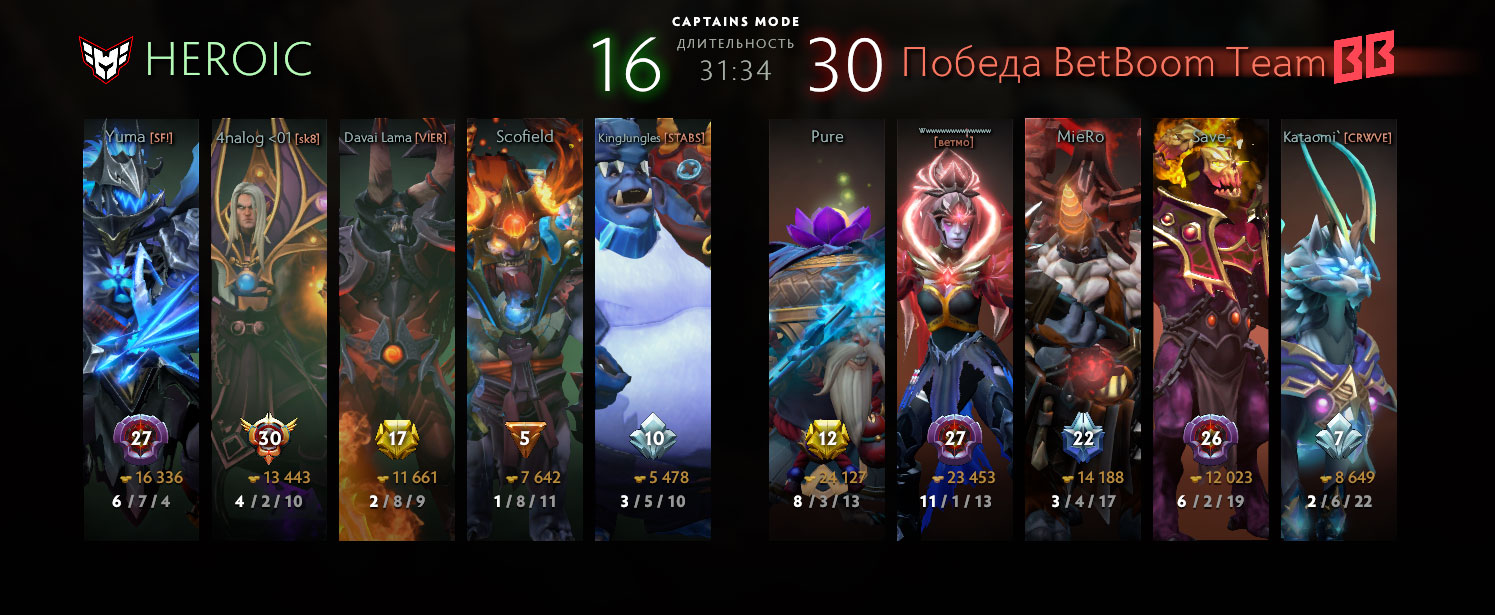 CAPTAINS MODE
HEROIC
16
ДЛИТЕЛЬНОСТЬ
31:34
30
Победа BetBoom Team
Yuma [SF!]
4nalog <01 [sk8]
Davai Lama [VIER]
Scofield
KingJungles [STABS]
Pure
[ветмо]
MieRo
Save-
Kataomi` [CRWVE]
27
30
17
5
10
12
27
22
26
7
16 336
13 443
11 661
7 642
5 478
24 127
23 453
14 188
12 023
8 649
6 / 7 / 4
4 / 2 / 10
2 / 8 / 9
1 / 8 / 11
3 / 5 / 10
8 / 3 / 13
11 / 1 / 13
3 / 4 / 17
6 / 2 / 19
2 / 6 / 22